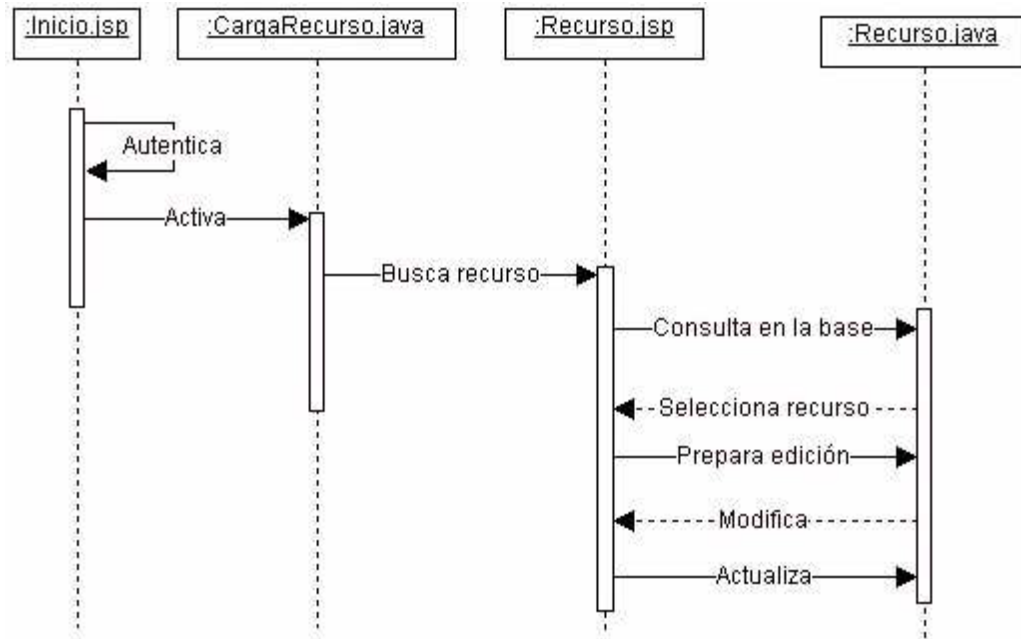 :Inicio.jsp
:CargaRecurso.java
:Recurso.jsp
:Recurso.java
Autentica
Activa
Busca recurso
Consulta en la base
Selecciona recurso
Prepara edición
Modifica
Actualiza